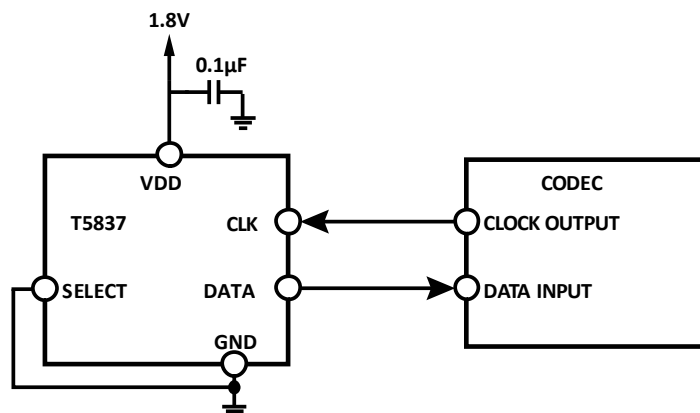 1.8V
0.1µF
VDD
CODEC
T5837
CLK
CLOCK OUTPUT
SELECT
DATA
DATA INPUT
GND